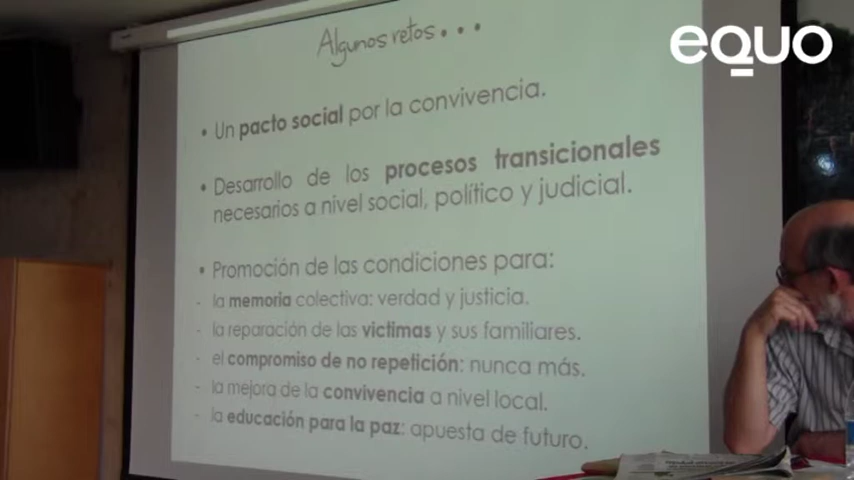 equo
Algunos retos...
• Un pacto social por la convivencia.
• Desarrollo de los procesos transicionales
necesarios a nivel social, político y judicial.
• Promoción de las condiciones para:
- la memoria colectiva: verdad y justicia.
- la reparación de las victimas y sus familiares.
- el compromiso de no repetición: nunca más.
- la mejora de la convivencia a nivel local.
- la educación para la paz: apuesta de futuro.